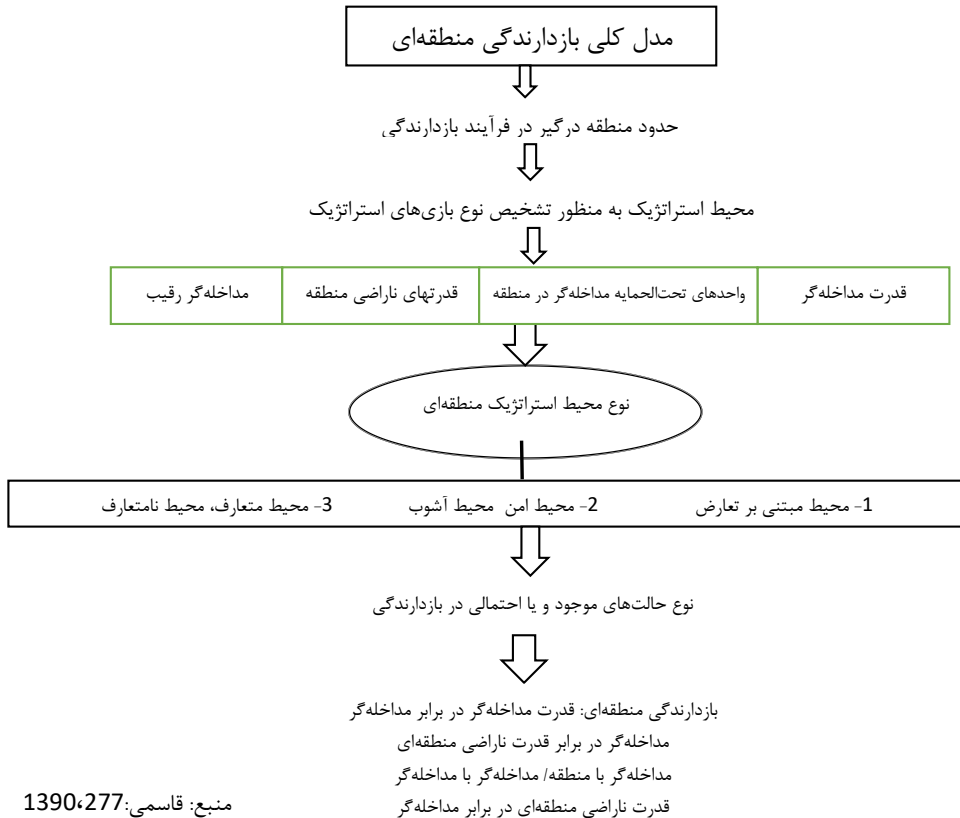 مدل کلی بازدارندگی منطقه‌ای
حدود منطقه درگیر در فرآیند بازدارندگی
محیط استراتژیک به منظور تشخیص نوع بازی‌های استراتژیک
قدرت مداخله‌گر
واحدهای تحت‌الحمایه مداخله‌گر در منطقه
قدرتهای ناراضی منطقه
مداخله‌گر رقیب
نوع محیط استراتژیک منطقه‌ای
1- محیط مبتنی بر تعارض 2- محیط امن محیط آشوب 3- محیط متعارف، محیط نامتعارف
نوع حالت‌های موجود و یا احتمالی در بازدارندگی
بازدارندگی منطقه‌ای: قدرت مداخله‌گر در برابر مداخله‌گر
مداخله‌گر در برابر قدرت ناراضی منطقه‌ای
مداخله‌گر با منطقه/ مداخله‌گر با مداخله‌گر
قدرت ناراضی منطقه‌ای در برابر مداخله‌گر
منبع: قاسمی:1390،277